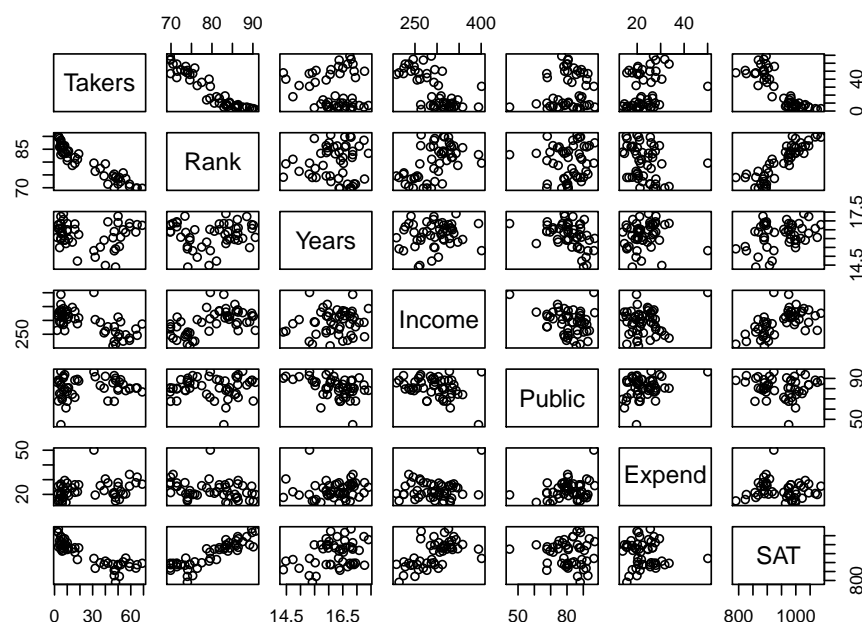 70 80 90 250 400 20 40
Takers 0 40
70 85 Rank
Years 14.5 17.5
250 Income
Public 50 90
20 50 Expend
SAT 800
0 30 60 14.5 16.5 50 80 800 1000